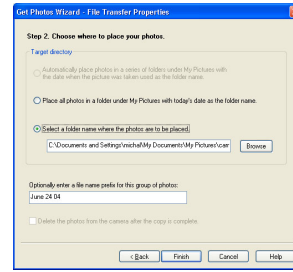 Get Photos Wizard - File Transfer Properties
Step 2. Choose where to place your photos.
Target directory
Automatically place photos in a series of folders under My Pictures with
the date when the picture was taken used as the folder name.
Place all photos in a folder under My Pictures with today's date as the folder name.
Select a folder name where the photos are to be placed.
C:\Documents and Settings\michal\My Documents\My Pictures\cam
Browse
Optionally enter a file name prefix for this group of photos:
June 24 04
Delete the photos from the camera after the copy is complete.
< Back
Finish
Cancel
Help